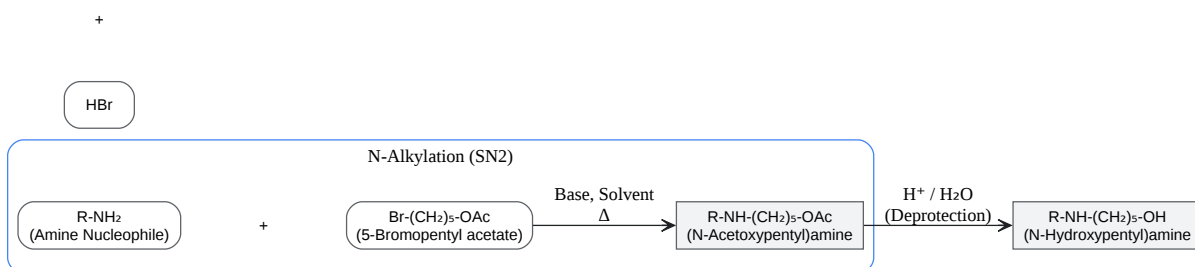 +
HBr
N-Alkylation (SN2)
R-NH₂
(Amine Nucleophile)
+
Br-(CH₂)₅-OAc
(5-Bromopentyl acetate)
Base, Solvent
Δ
R-NH-(CH₂)₅-OAc
(N-Acetoxypentyl)amine
H⁺ / H₂O
(Deprotection)
R-NH-(CH₂)₅-OH
(N-Hydroxypentyl)amine